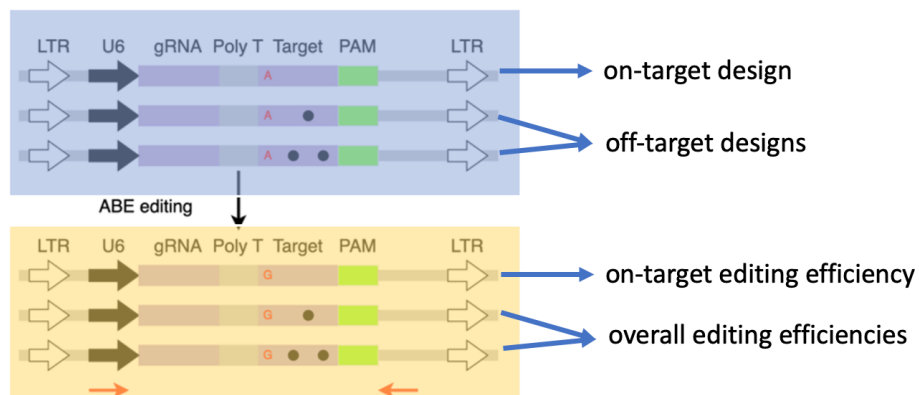 LTR U6 gRNA Poly T Target PAM LTR
A
on-target design
A
off-target designs
A
ABE editing
LTR U6 gRNA Poly T Target PAM LTR
G
on-target editing efficiency
G
overall editing efficiencies
G